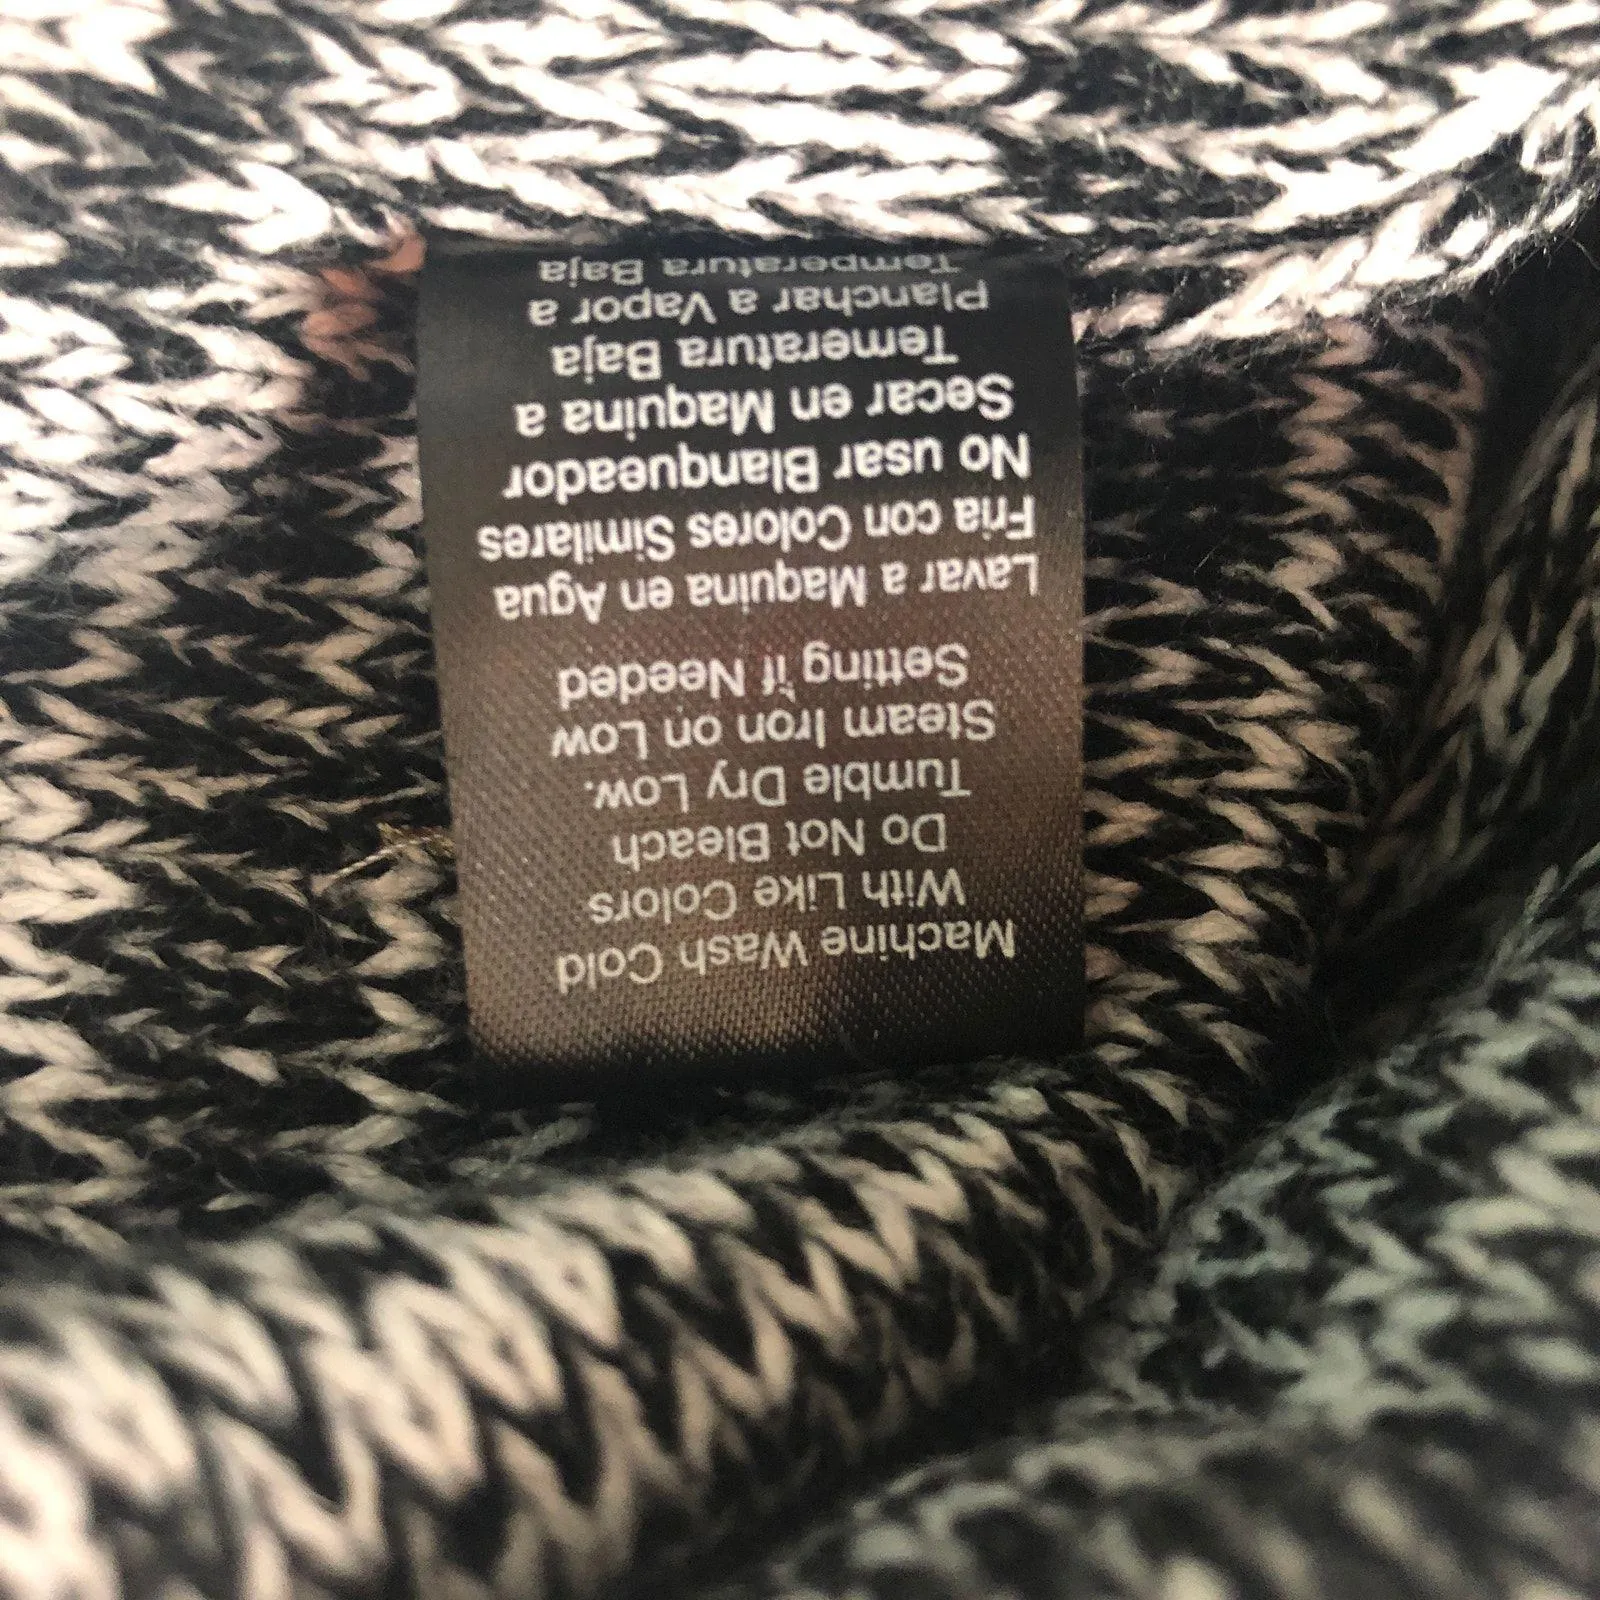 Machine Wash Cold
With Like Colors
Do Not Bleach
Tumble Dry Low.
Steam Iron on Low
Setting if Needed
Lavar a Maquina en Agua
Fria con Colores Similares
No usar Blanqueador
Secar en Maquina a
Temeratura Baja
Planchar a Vapor a
Temperatura Baja